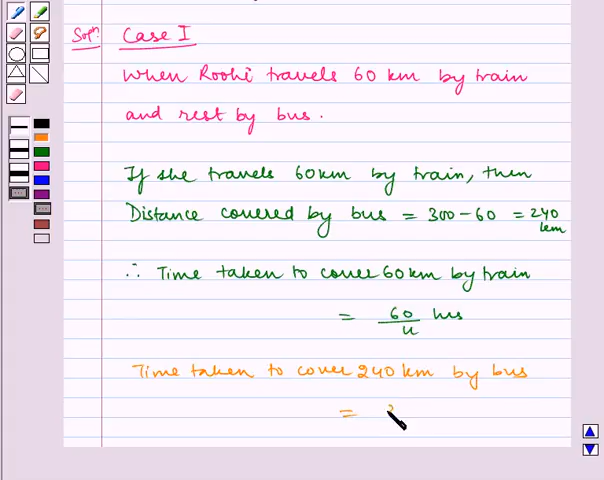 Solⁿ. Case I
When Roohi travels 60 km by train
and rest by bus.
If she travels 60km by train, then
Distance covered by bus = 300-60 = 240 km
∴ Time taken to cover 60km by train
= 60/u hrs
Time taken to cover 240 km by bus
=